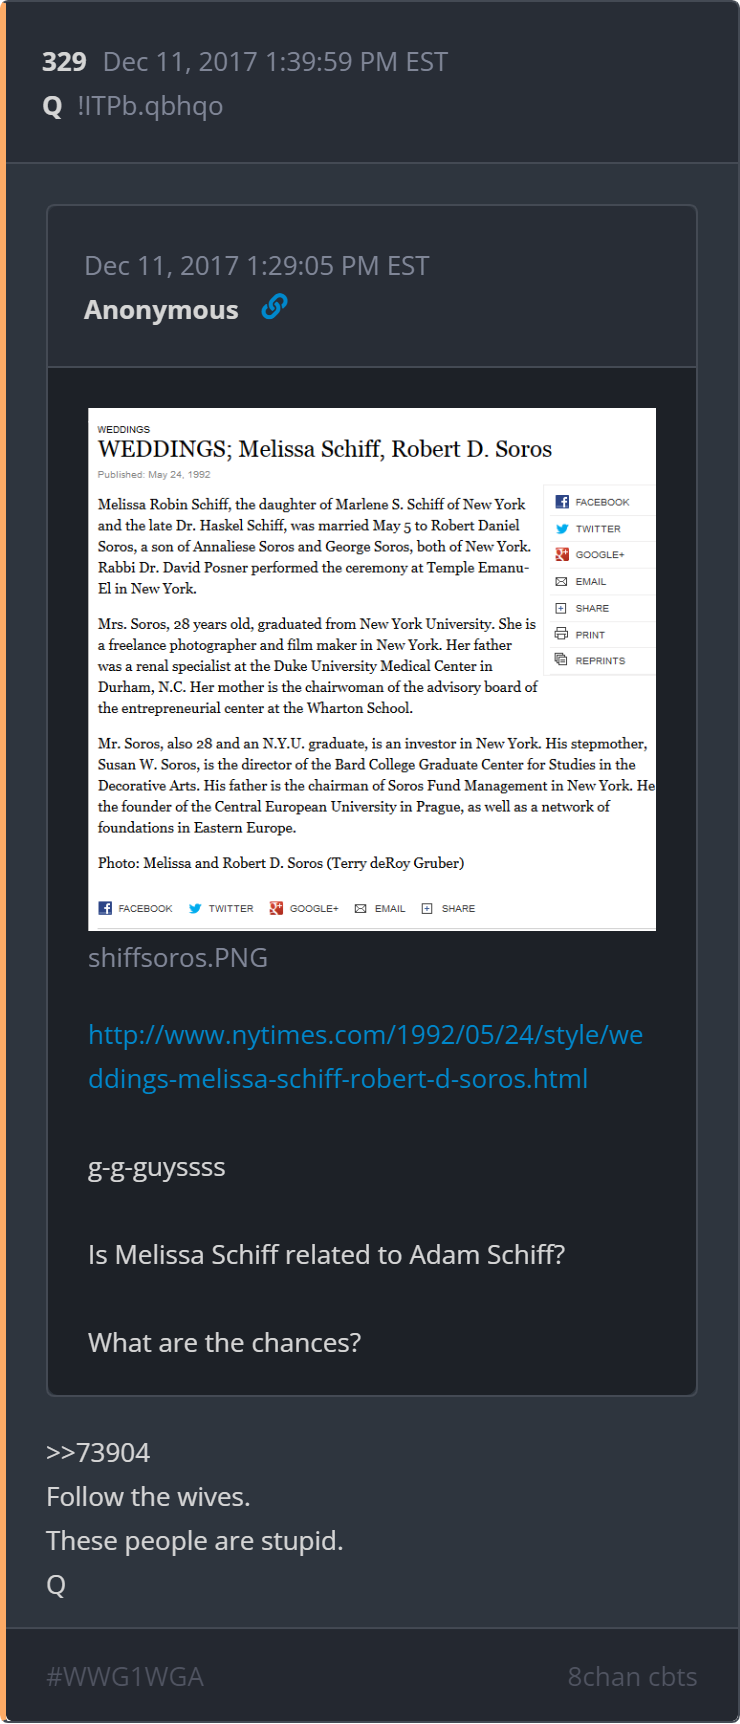 329 Dec 11, 2017 1:39:59 PM EST
Q !ITPb.qbhqo
Dec 11, 2017 1:29:05 PM EST
Anonymous
WEDDINGS
WEDDINGS; Melissa Schiff, Robert D. Soros
Published: May 24, 1992
Melissa Robin Schiff, the daughter of Marlene S. Schiff of New York
and the late Dr. Haskel Schiff, was married May 5 to Robert Daniel
Soros, a son of Annaliese Soros and George Soros, both of New York.
Rabbi Dr. David Posner performed the ceremony at Temple Emanu-
El in New York.
FACEBOOK
TWITTER
GOOGLE+
EMAIL
SHARE
PRINT
REPRINTS
Mrs. Soros, 28 years old, graduated from New York University. She is
a freelance photographer and film maker in New York. Her father
was a renal specialist at the Duke University Medical Center in
Durham, N.C. Her mother is the chairwoman of the advisory board of
the entrepreneurial center at the Wharton School.
Mr. Soros, also 28 and an N.Y.U. graduate, is an investor in New York. His stepmother,
Susan W. Soros, is the director of the Bard College Graduate Center for Studies in the
Decorative Arts. His father is the chairman of Soros Fund Management in New York. He
the founder of the Central European University in Prague, as well as a network of
foundations in Eastern Europe.
Photo: Melissa and Robert D. Soros (Terry deRoy Gruber)
FACEBOOK TWITTER GOOGLE+ EMAIL SHARE
shiffsoros.PNG
http://www.nytimes.com/1992/05/24/style/we
ddings-melissa-schiff-robert-d-soros.html
g-g-guyssss
Is Melissa Schiff related to Adam Schiff?
What are the chances?
>>73904
Follow the wives.
These people are stupid.
Q
#WWG1WGA 8chan cbts